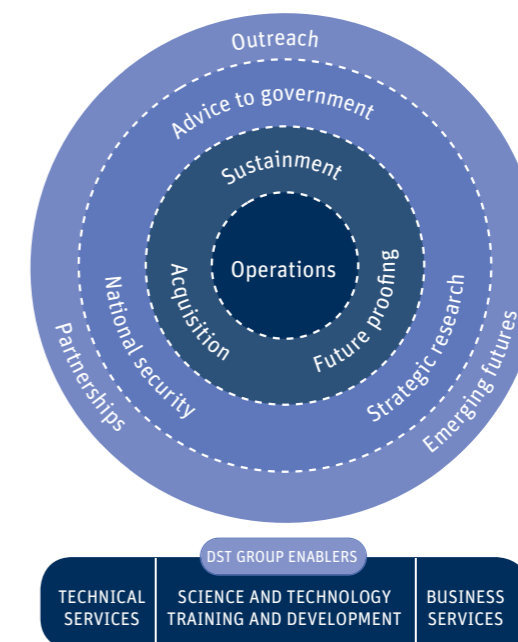 Outreach
Advice to government
Sustainment
Operations
Acquisition
Future proofing
National security
Strategic research
Partnerships
Emerging futures
DST GROUP ENABLERS
TECHNICAL
SERVICES
SCIENCE AND TECHNOLOGY
TRAINING AND DEVELOPMENT
BUSINESS
SERVICES